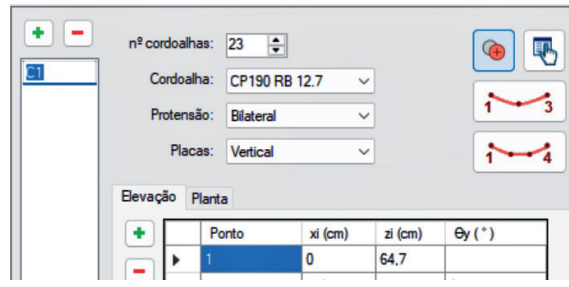 nº cordoalhas: 23
C1
Cordoalha: CP190 RB 12.7
Protensão: Bilateral
1 3
Placas: Vertical
1 4
Elevação Planta
Ponto xi (cm) zi (cm) Θy ( ° )
1 0 64,7